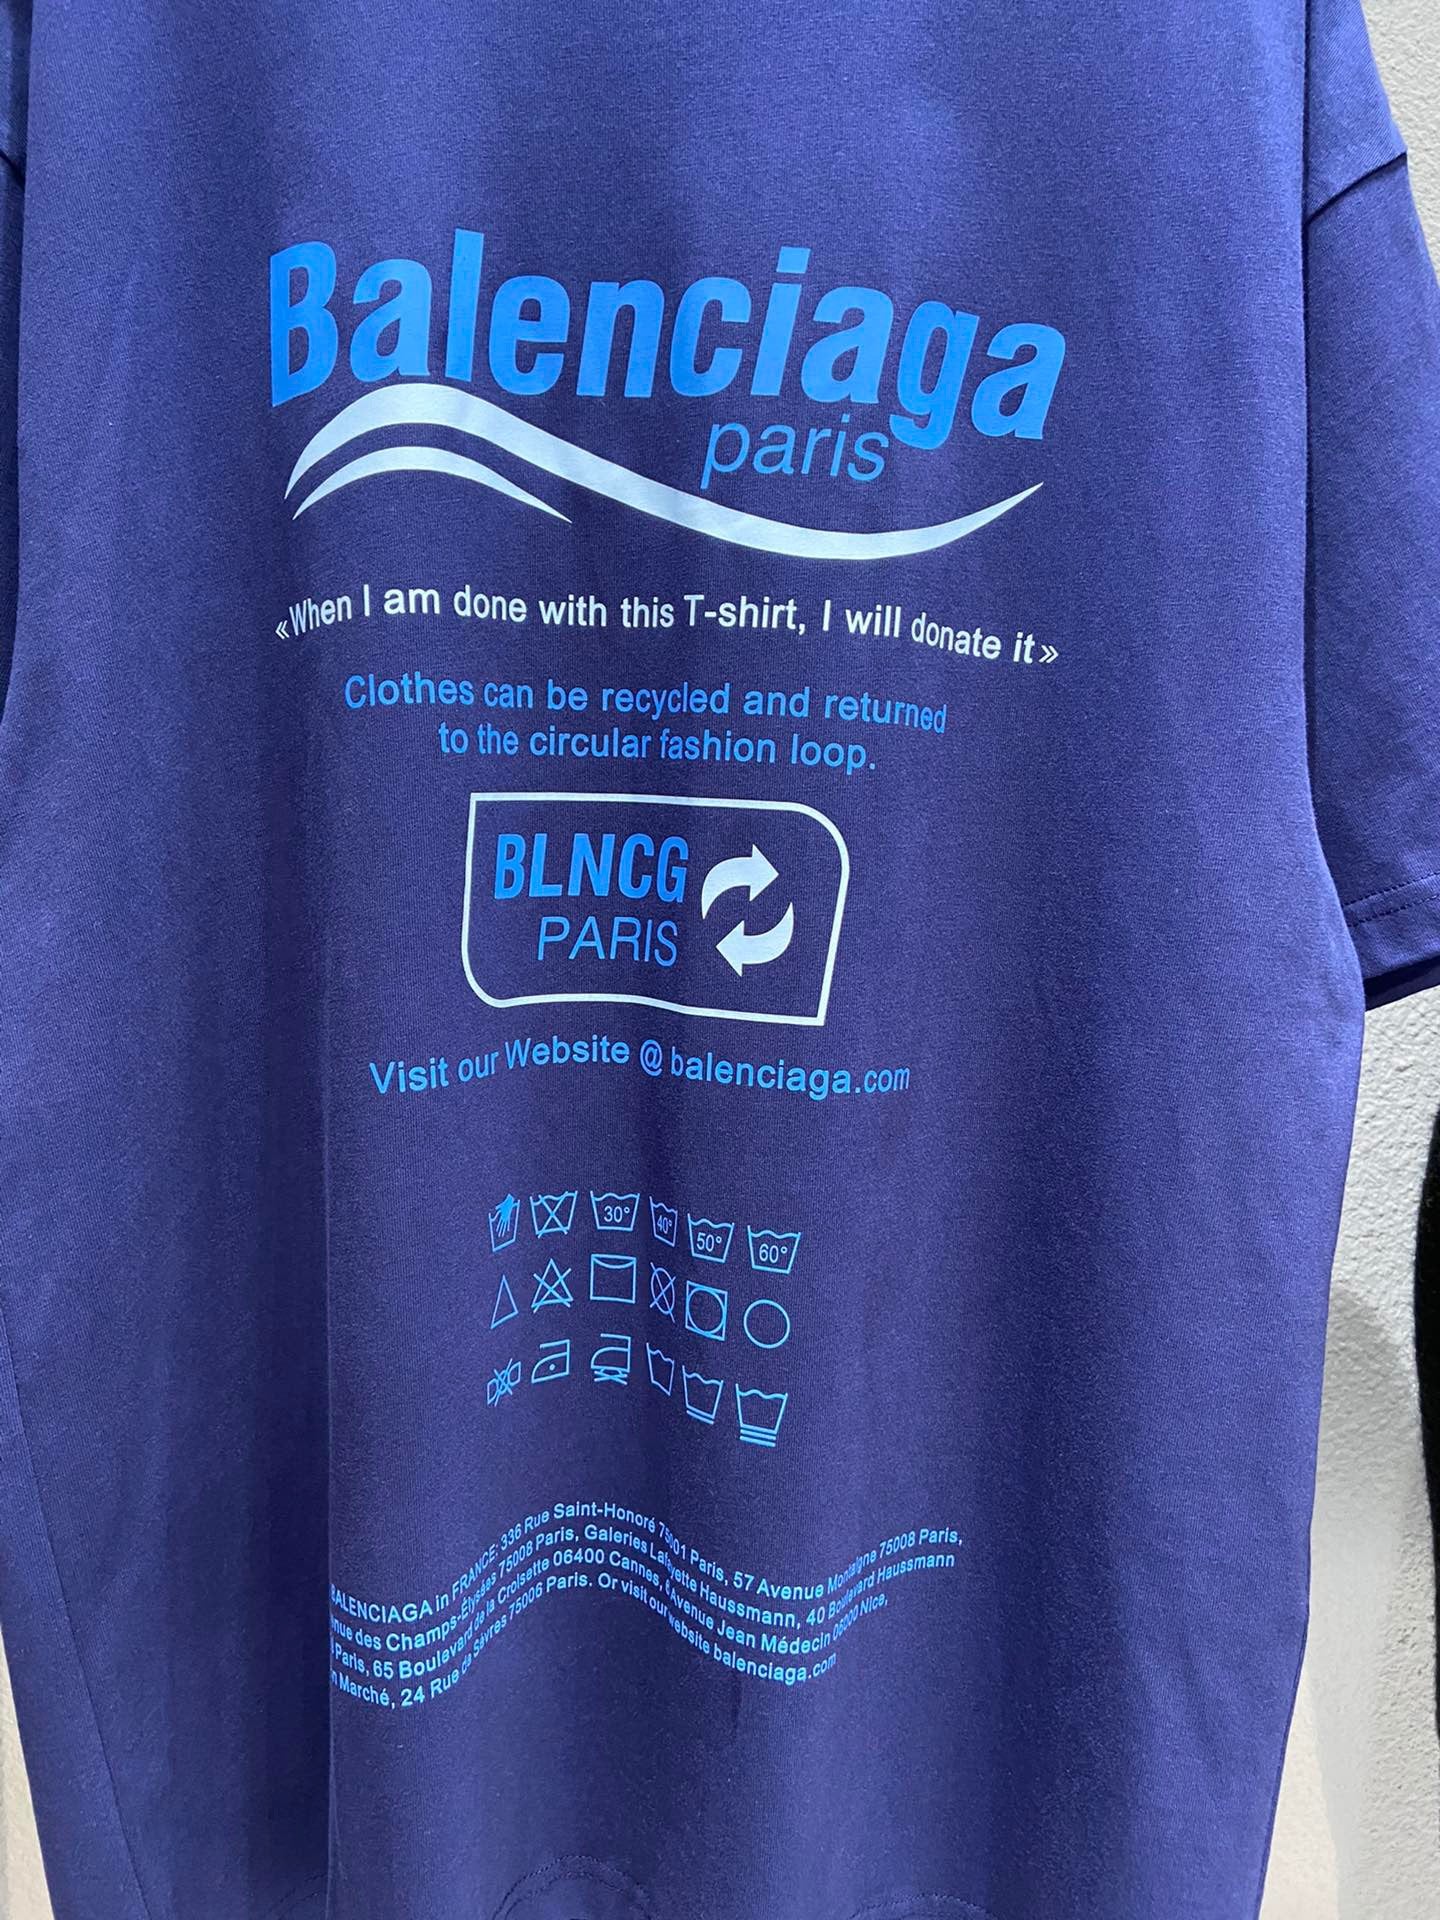 Balenciaga
paris
«When I am done with this T-shirt, I will donate it»
Clothes can be recycled and returned
to the circular fashion loop.
BLNCG
PARIS
Visit our Website @ balenciaga.com
30° 40° 50° 60°
BALENCIAGA in FRANCE: 336 Rue Saint-Honoré 75001 Paris, 57 Avenue Montaigne 75008 Paris,
des Champs-Élysées 75008 Paris, Galeries Lafayette Haussmann, 40 Boulevard Haussmann
Paris, 65 Boulevard de la Croisette 06400 Cannes, Avenue Jean Médecin 06000 Nice,
Marché, 24 Rue de Sèvres 75006 Paris. Or visit our website balenciaga.com